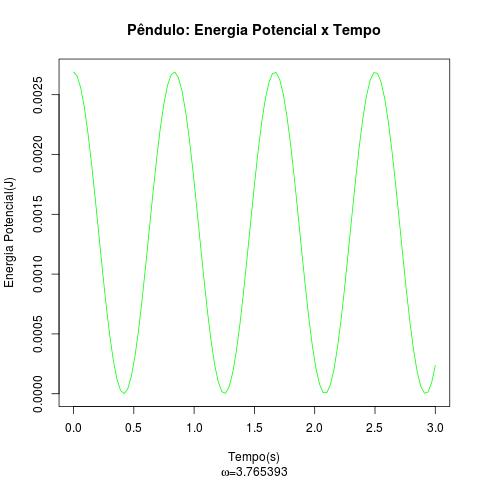 Pêndulo: Energia Potencial x Tempo
Energia Potencial(J)
0.0025
0.0020
0.0015
0.0010
0.0005
0.0000
0.0 0.5 1.0 1.5 2.0 2.5 3.0
Tempo(s)
ω=3.765393